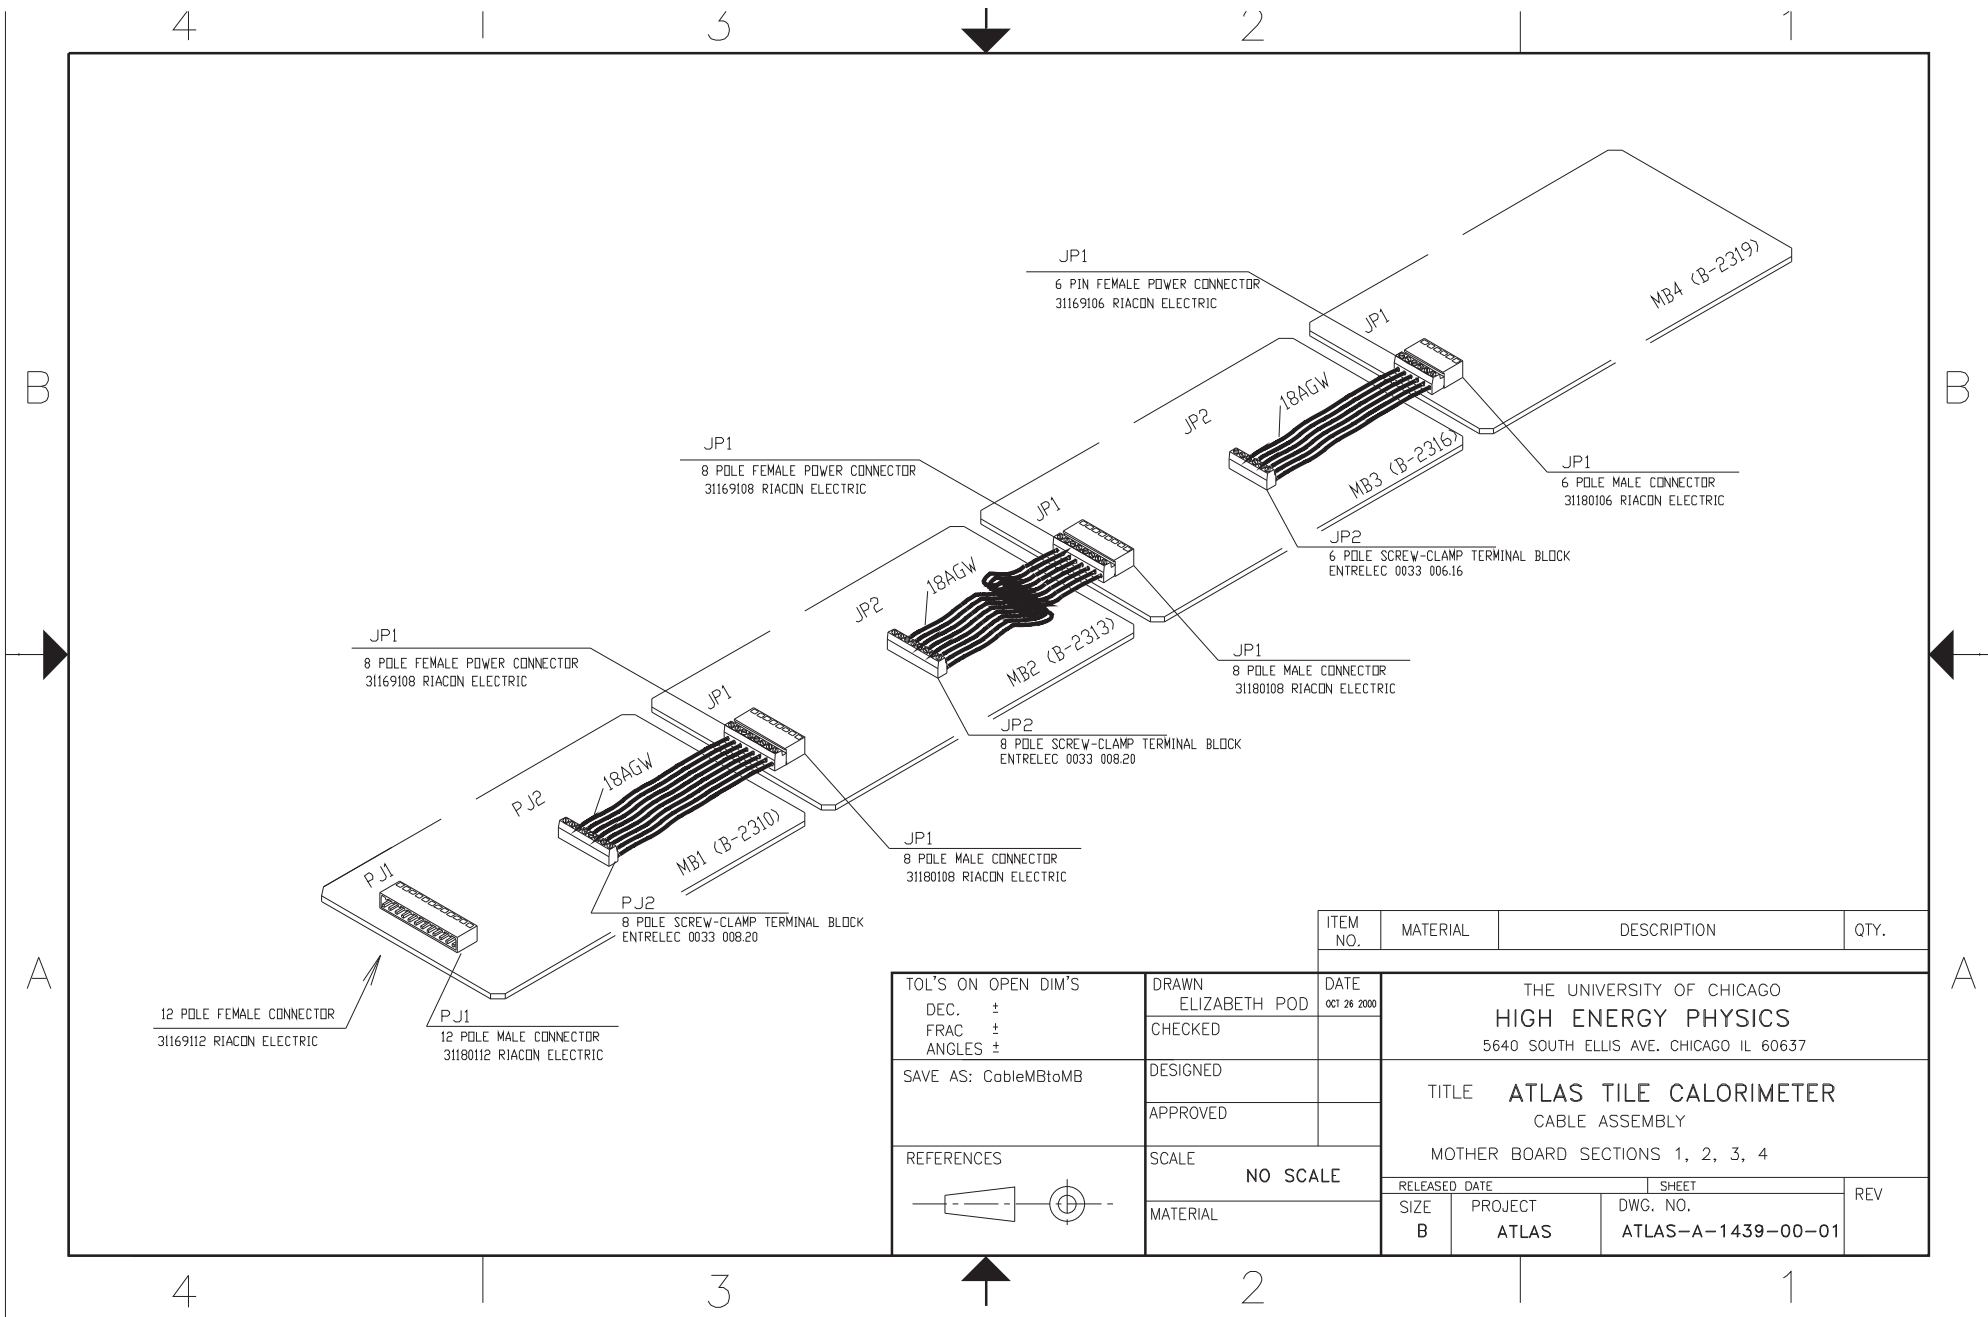 4 3 2 1
JP1
6 PIN FEMALE POWER CONNECTOR
31169106 RIACON ELECTRIC
MB4 (B-2319)
JP1
B
B
18AGW
JP2
JP1
8 POLE FEMALE POWER CONNECTOR
31169108 RIACON ELECTRIC
MB3 (B-2316)
JP1
6 POLE MALE CONNECTOR
31180106 RIACON ELECTRIC
JP1
JP2
6 POLE SCREW-CLAMP TERMINAL BLOCK
ENTRELEC 0033 006.16
18AGW
JP2
JP1
8 POLE FEMALE POWER CONNECTOR
31169108 RIACON ELECTRIC
MB2 (B-2313)
JP1
8 POLE MALE CONNECTOR
31180108 RIACON ELECTRIC
JP1
JP2
8 POLE SCREW-CLAMP TERMINAL BLOCK
ENTRELEC 0033 008.20
18AGW
PJ2
MB1 (B-2310)
JP1
8 POLE MALE CONNECTOR
31180108 RIACON ELECTRIC
PJ1
PJ2
8 POLE SCREW-CLAMP TERMINAL BLOCK
ENTRELEC 0033 008.20
A
A
12 POLE FEMALE CONNECTOR
31169112 RIACON ELECTRIC
PJ1
12 POLE MALE CONNECTOR
31180112 RIACON ELECTRIC
ITEM NO. MATERIAL DESCRIPTION QTY.
TOL'S ON OPEN DIM'S
DEC. ±
FRAC ±
ANGLES ±
SAVE AS: CableMBtoMB
REFERENCES
DRAWN
ELIZABETH POD
DATE
OCT 26 2000
CHECKED
DESIGNED
APPROVED
SCALE
NO SCALE
MATERIAL
THE UNIVERSITY OF CHICAGO
HIGH ENERGY PHYSICS
5640 SOUTH ELLIS AVE. CHICAGO IL 60637
TITLE ATLAS TILE CALORIMETER
CABLE ASSEMBLY
MOTHER BOARD SECTIONS 1, 2, 3, 4
RELEASED DATE SHEET
SIZE
B
PROJECT
ATLAS
DWG. NO.
ATLAS-A-1439-00-01
REV
4 3 2 1